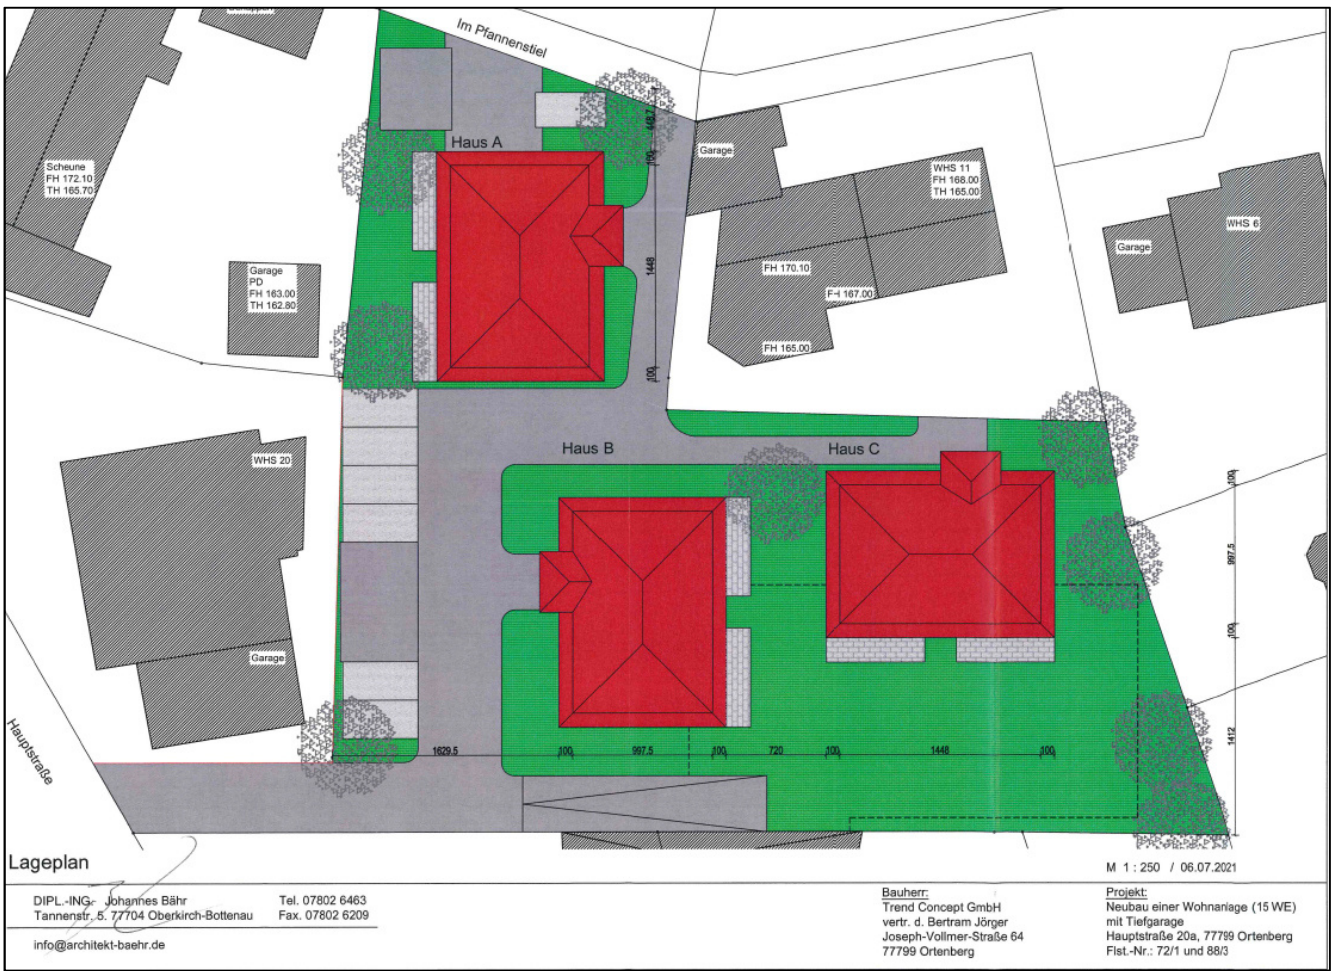 Im Pfannenstiel
Haus A
448.7
100
1448
100
Scheune
FH 172.10
TH 165.70
Garage
PD
FH 163.00
TH 162.80
Garage
WHS 11
FH 168.00
TH 165.00
FH 170.10
FH 167.00
FH 165.00
Garage
WHS 6
WHS 20
Garage
Haus B
Haus C
100
997.5
100
1412
1629.5
100
997.5
100
720
100
1448
100
Hauptstraße
Lageplan
M 1 : 250 / 06.07.2021
DIPL.-ING. Johannes Bähr
Tannenstr. 5. 77704 Oberkirch-Bottenau
Tel. 07802 6463
Fax. 07802 6209
info@architekt-baehr.de
Bauherr:
Trend Concept GmbH
vertr. d. Bertram Jörger
Joseph-Vollmer-Straße 64
77799 Ortenberg
Projekt:
Neubau einer Wohnanlage (15 WE)
mit Tiefgarage
Hauptstraße 20a, 77799 Ortenberg
Flst.-Nr.: 72/1 und 88/3